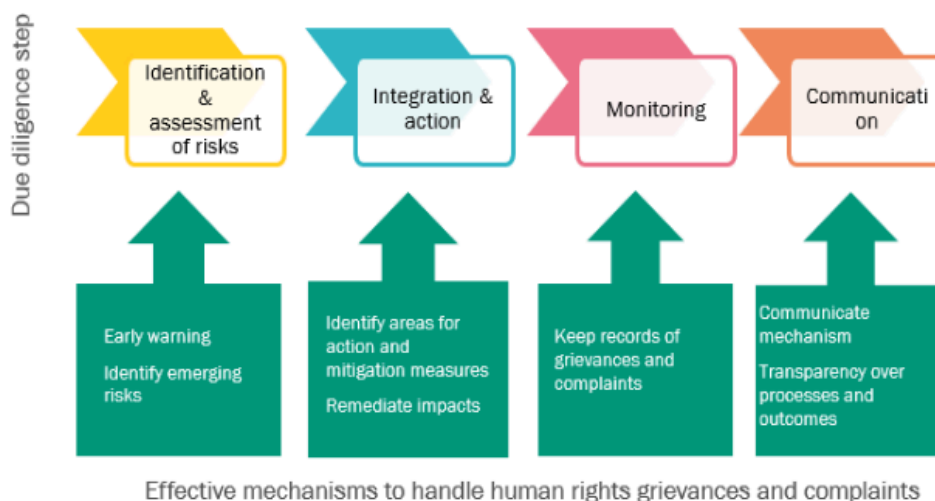 Due diligence step
Identification
&
assessment
of risks
Integration &
action
Monitoring
Communicati
on
Early warning
Identify emerging
risks
Identify areas for
action and
mitigation measures
Remediate impacts
Keep records of
grievances and
complaints
Communicate
mechanism
Transparency over
processes and
outcomes
Effective mechanisms to handle human rights grievances and complaints